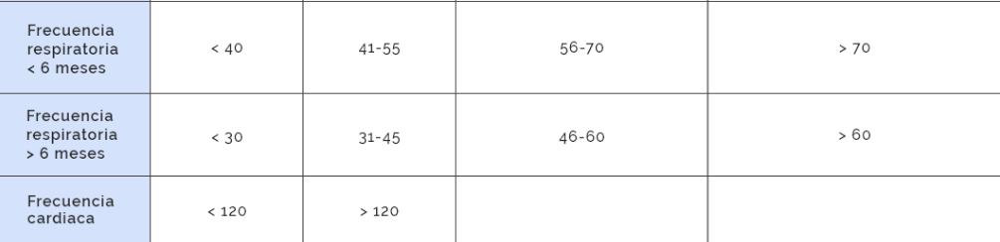 Frecuencia
respiratoria
< 6 meses
< 40
41-55
56-70
> 70
Frecuencia
respiratoria
> 6 meses
< 30
31-45
46-60
> 60
Frecuencia
cardiaca
< 120
> 120